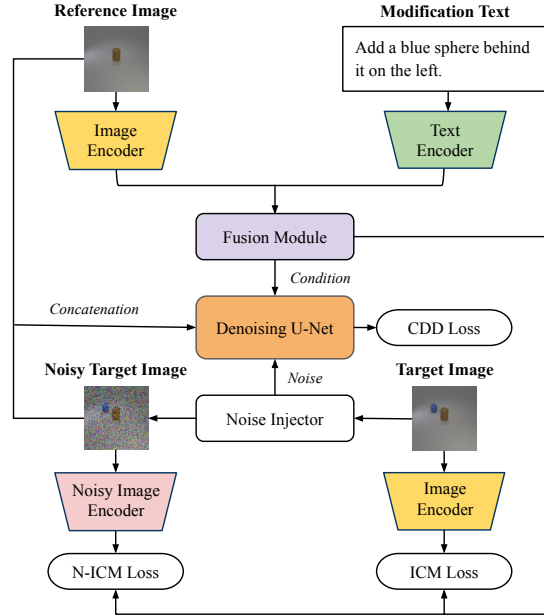 Reference Image
Modification Text
Add a blue sphere behind
it on the left.
Image
Encoder
Text
Encoder
Fusion Module
Condition
Concatenation
Denoising U-Net
CDD Loss
Noisy Target Image
Noise
Target Image
Noise Injector
Noisy Image
Encoder
Image
Encoder
N-ICM Loss
ICM Loss